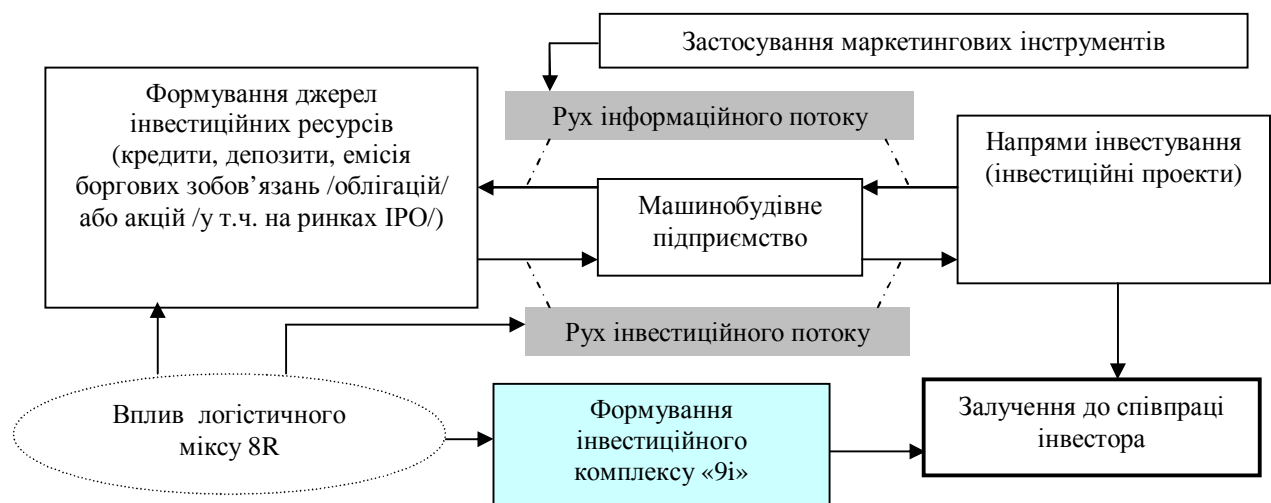 Застосування маркетингових інструментів
Формування джерел
інвестиційних ресурсів
(кредити, депозити, емісія
боргових зобов’язань /облігацій/
або акцій /у т.ч. на ринках IPO/)
Рух інформаційного потоку
Напрями інвестування
(інвестиційні проекти)
Машинобудівне
підприємство
Рух інвестиційного потоку
Вплив логістичного
міксу 8R
Формування
інвестиційного
комплексу «9і»
Залучення до співпраці
інвестора